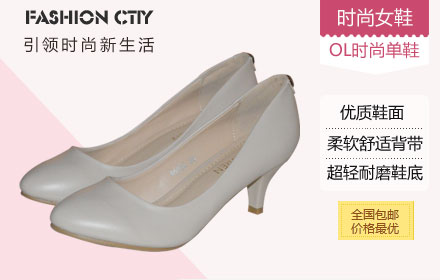 FASHION CTIY
引领时尚新生活
时尚女鞋
OL时尚单鞋
优质鞋面
柔软舒适背带
超轻耐磨鞋底
全国包邮
价格最优